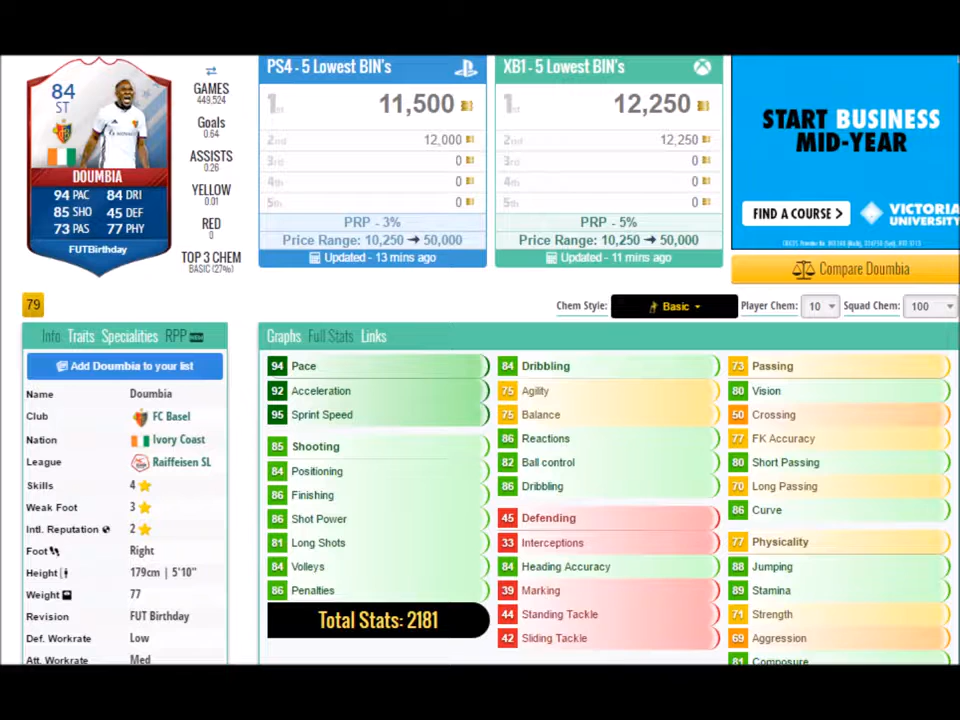 84
ST
DOUMBIA
94 PAC 84 DRI
85 SHO 45 DEF
73 PAS 77 PHY
FUTBirthday
GAMES
449,524
Goals
0.64
ASSISTS
0.26
YELLOW
0.01
RED
0
TOP 3 CHEM
BASIC (27%)
PS4 - 5 Lowest BIN's
1st 11,500
2nd 12,000
3rd 0
4th 0
5th 0
PRP - 3%
Price Range: 10,250 → 50,000
Updated - 13 mins ago
XB1 - 5 Lowest BIN's
1st 12,250
2nd 12,250
3rd 0
4th 0
5th 0
PRP - 5%
Price Range: 10,250 → 50,000
Updated - 11 mins ago
START BUSINESS
MID-YEAR
FIND A COURSE >
VICTORIA
UNIVERSITY
Compare Doumbia
79
Chem Style: Basic Player Chem: 10 Squad Chem: 100
Info Traits Specialities RPP
Add Doumbia to your list
Name Doumbia
Club FC Basel
Nation Ivory Coast
League Raiffeisen SL
Skills 4
Weak Foot 3
Intl. Reputation 2
Foot Right
Height 179cm | 5'10"
Weight 77
Revision FUT Birthday
Def. Workrate Low
Att. Workrate Med
Graphs Full Stats Links
94 Pace
92 Acceleration
95 Sprint Speed
85 Shooting
84 Positioning
86 Finishing
86 Shot Power
81 Long Shots
84 Volleys
86 Penalties
Total Stats: 2181
84 Dribbling
75 Agility
75 Balance
86 Reactions
82 Ball control
86 Dribbling
45 Defending
33 Interceptions
84 Heading Accuracy
39 Marking
44 Standing Tackle
42 Sliding Tackle
73 Passing
80 Vision
50 Crossing
77 FK Accuracy
80 Short Passing
70 Long Passing
86 Curve
77 Physicality
88 Jumping
89 Stamina
71 Strength
69 Aggression
81 Composure